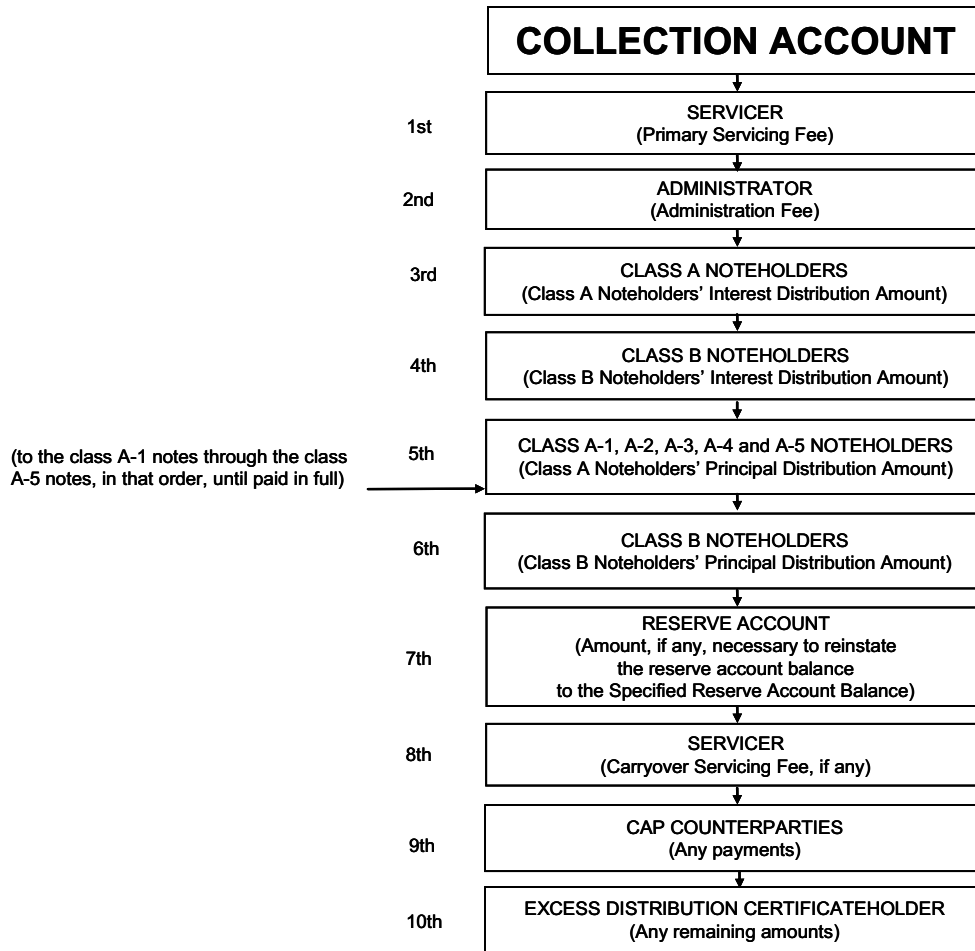 COLLECTION ACCOUNT
1st
SERVICER
(Primary Servicing Fee)
2nd
ADMINISTRATOR
(Administration Fee)
3rd
CLASS A NOTEHOLDERS
(Class A Noteholders’ Interest Distribution Amount)
4th
CLASS B NOTEHOLDERS
(Class B Noteholders’ Interest Distribution Amount)
(to the class A-1 notes through the class
A-5 notes, in that order, until paid in full)
5th
CLASS A-1, A-2, A-3, A-4 and A-5 NOTEHOLDERS
(Class A Noteholders’ Principal Distribution Amount)
6th
CLASS B NOTEHOLDERS
(Class B Noteholders’ Principal Distribution Amount)
7th
RESERVE ACCOUNT
(Amount, if any, necessary to reinstate
the reserve account balance
to the Specified Reserve Account Balance)
8th
SERVICER
(Carryover Servicing Fee, if any)
9th
CAP COUNTERPARTIES
(Any payments)
10th
EXCESS DISTRIBUTION CERTIFICATEHOLDER
(Any remaining amounts)